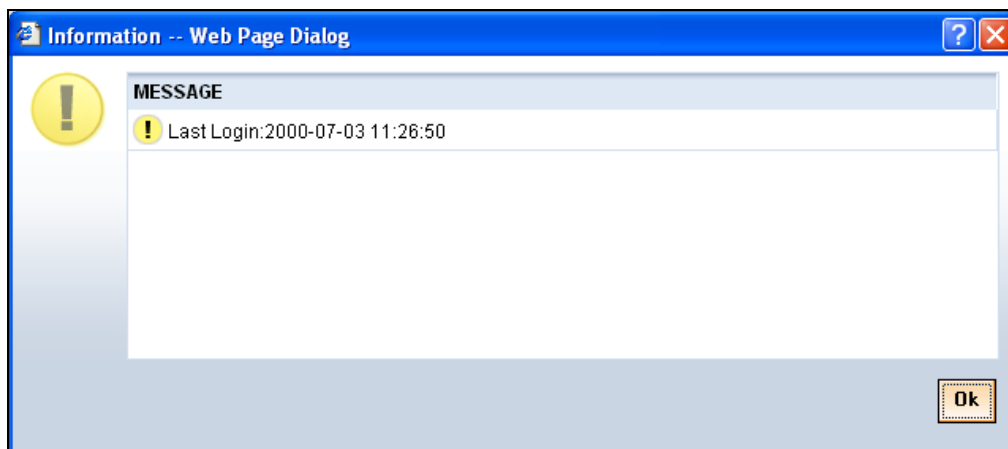 Information -- Web Page Dialog
MESSAGE
Last Login:2000-07-03 11:26:50
Ok